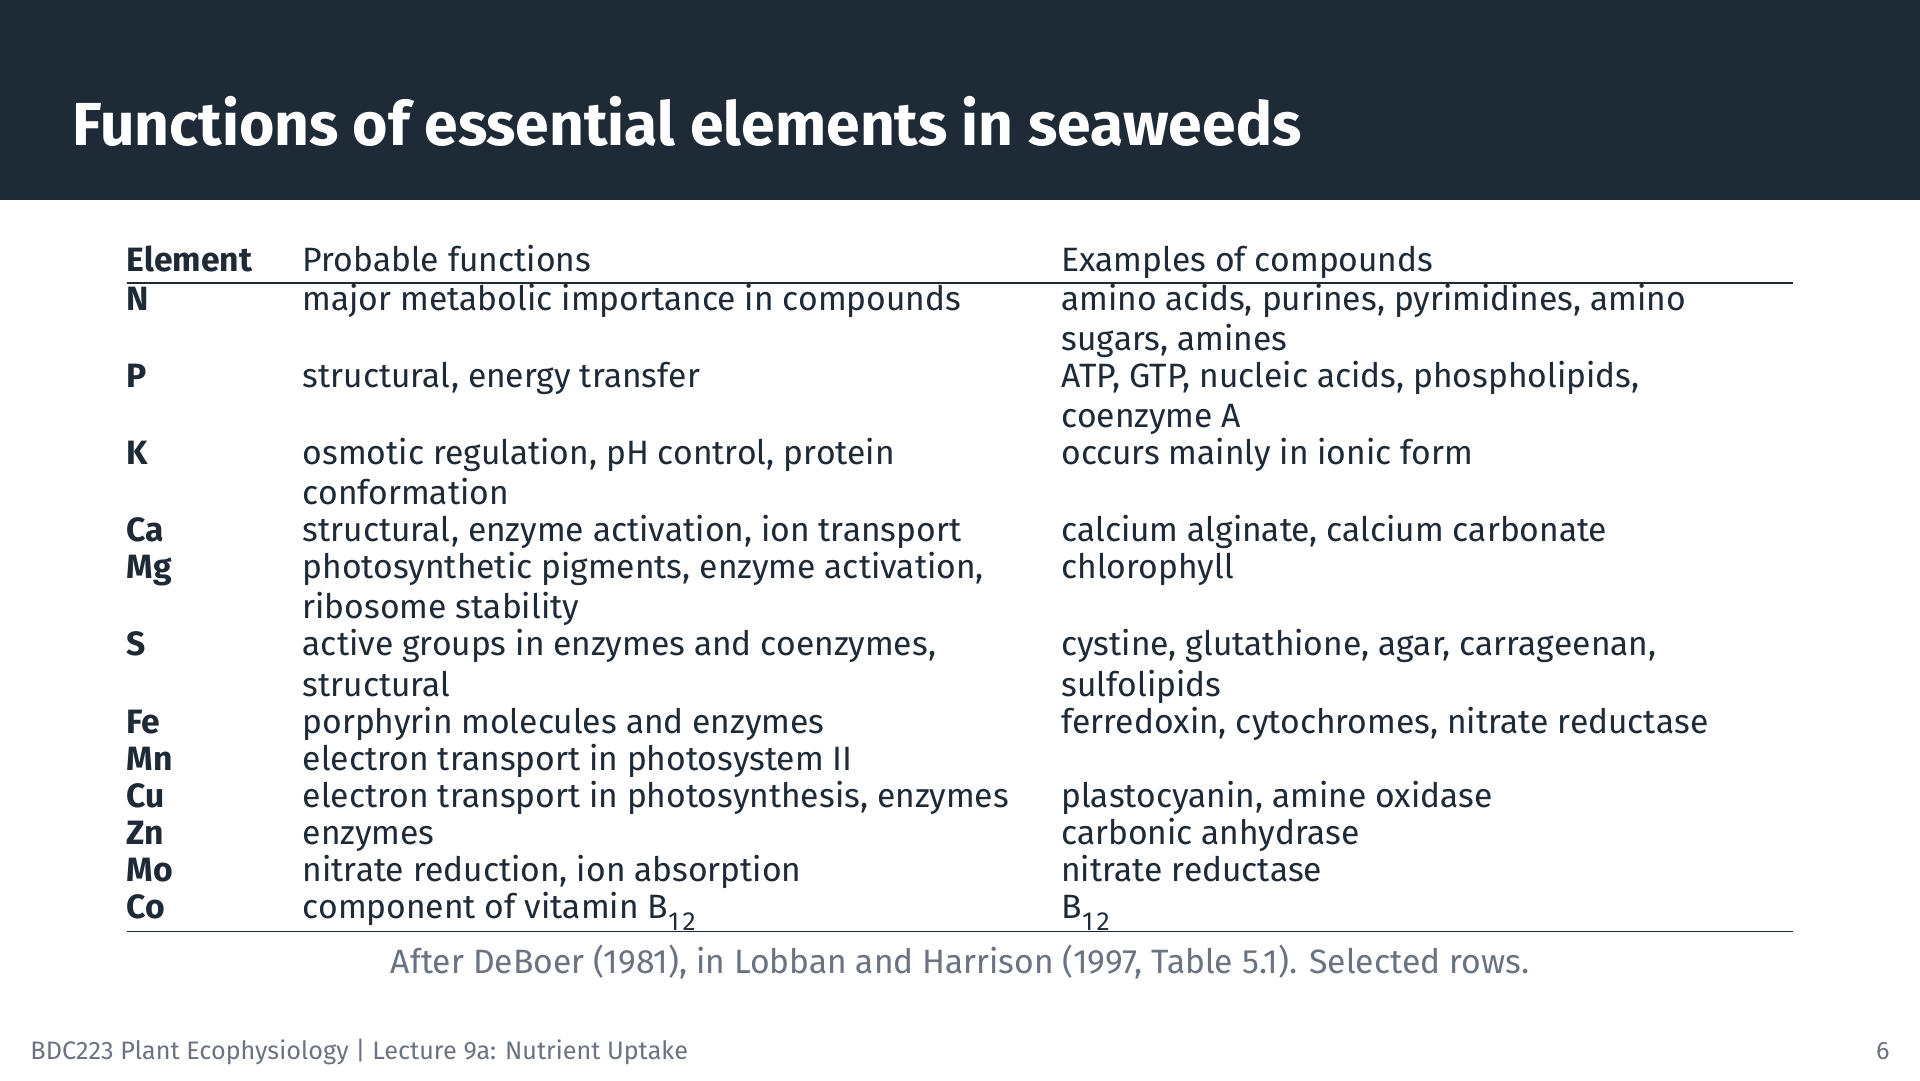 Functions of essential elements in seaweeds
Element Probable functions Examples of compounds
N major metabolic importance in compounds amino acids, purines, pyrimidines, amino
sugars, amines
P structural, energy transfer ATP, GTP, nucleic acids, phospholipids,
coenzyme A
K osmotic regulation, pH control, protein occurs mainly in ionic form
conformation
Ca structural, enzyme activation, ion transport calcium alginate, calcium carbonate
Mg photosynthetic pigments, enzyme activation, chlorophyll
ribosome stability
S active groups in enzymes and coenzymes, cystine, glutathione, agar, carrageenan,
structural sulfolipids
Fe porphyrin molecules and enzymes ferredoxin, cytochromes, nitrate reductase
Mn electron transport in photosystem II
Cu electron transport in photosynthesis, enzymes plastocyanin, amine oxidase
Zn enzymes carbonic anhydrase
Mo nitrate reduction, ion absorption nitrate reductase
Co component of vitamin B₁₂ B₁₂
After DeBoer (1981), in Lobban and Harrison (1997, Table 5.1). Selected rows.
BDC223 Plant Ecophysiology | Lecture 9a: Nutrient Uptake 6